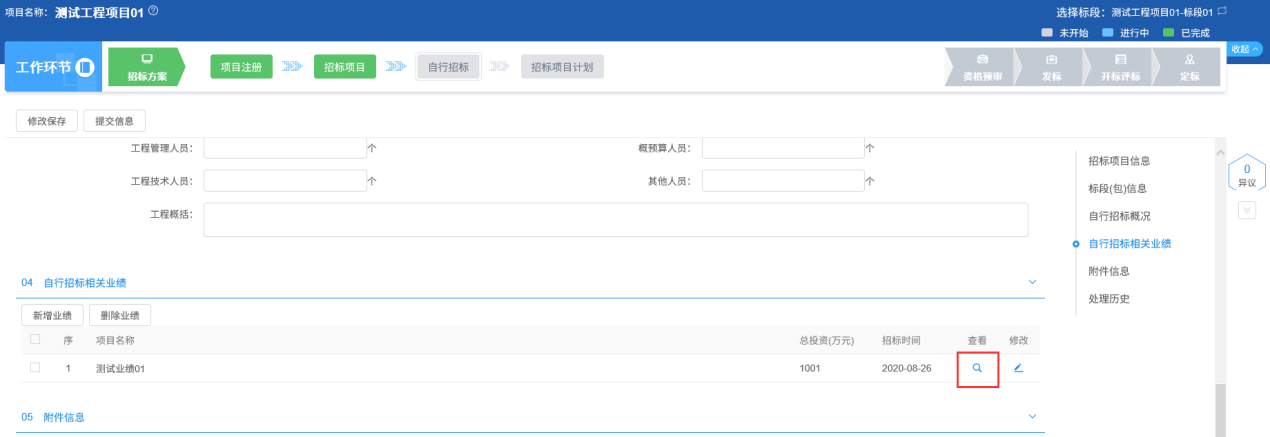 项目名称：测试工程项目01
选择标段：测试工程项目01-标段01
未开始 进行中 已完成
收起
工作环节
招标方案
项目注册 招标项目 自行招标 招标项目计划
资格预审 发标 开标评标 定标
修改保存 提交信息
工程管理人员： 个 概预算人员： 个
工程技术人员： 个 其他人员： 个
工程概括：
招标项目信息
标段(包)信息
自行招标概况
自行招标相关业绩
附件信息
处理历史
0
异议
04 自行招标相关业绩
新增业绩 删除业绩
序 项目名称 总投资(万元) 招标时间 查看 修改
1 测试业绩01 1001 2020-08-26
05 附件信息